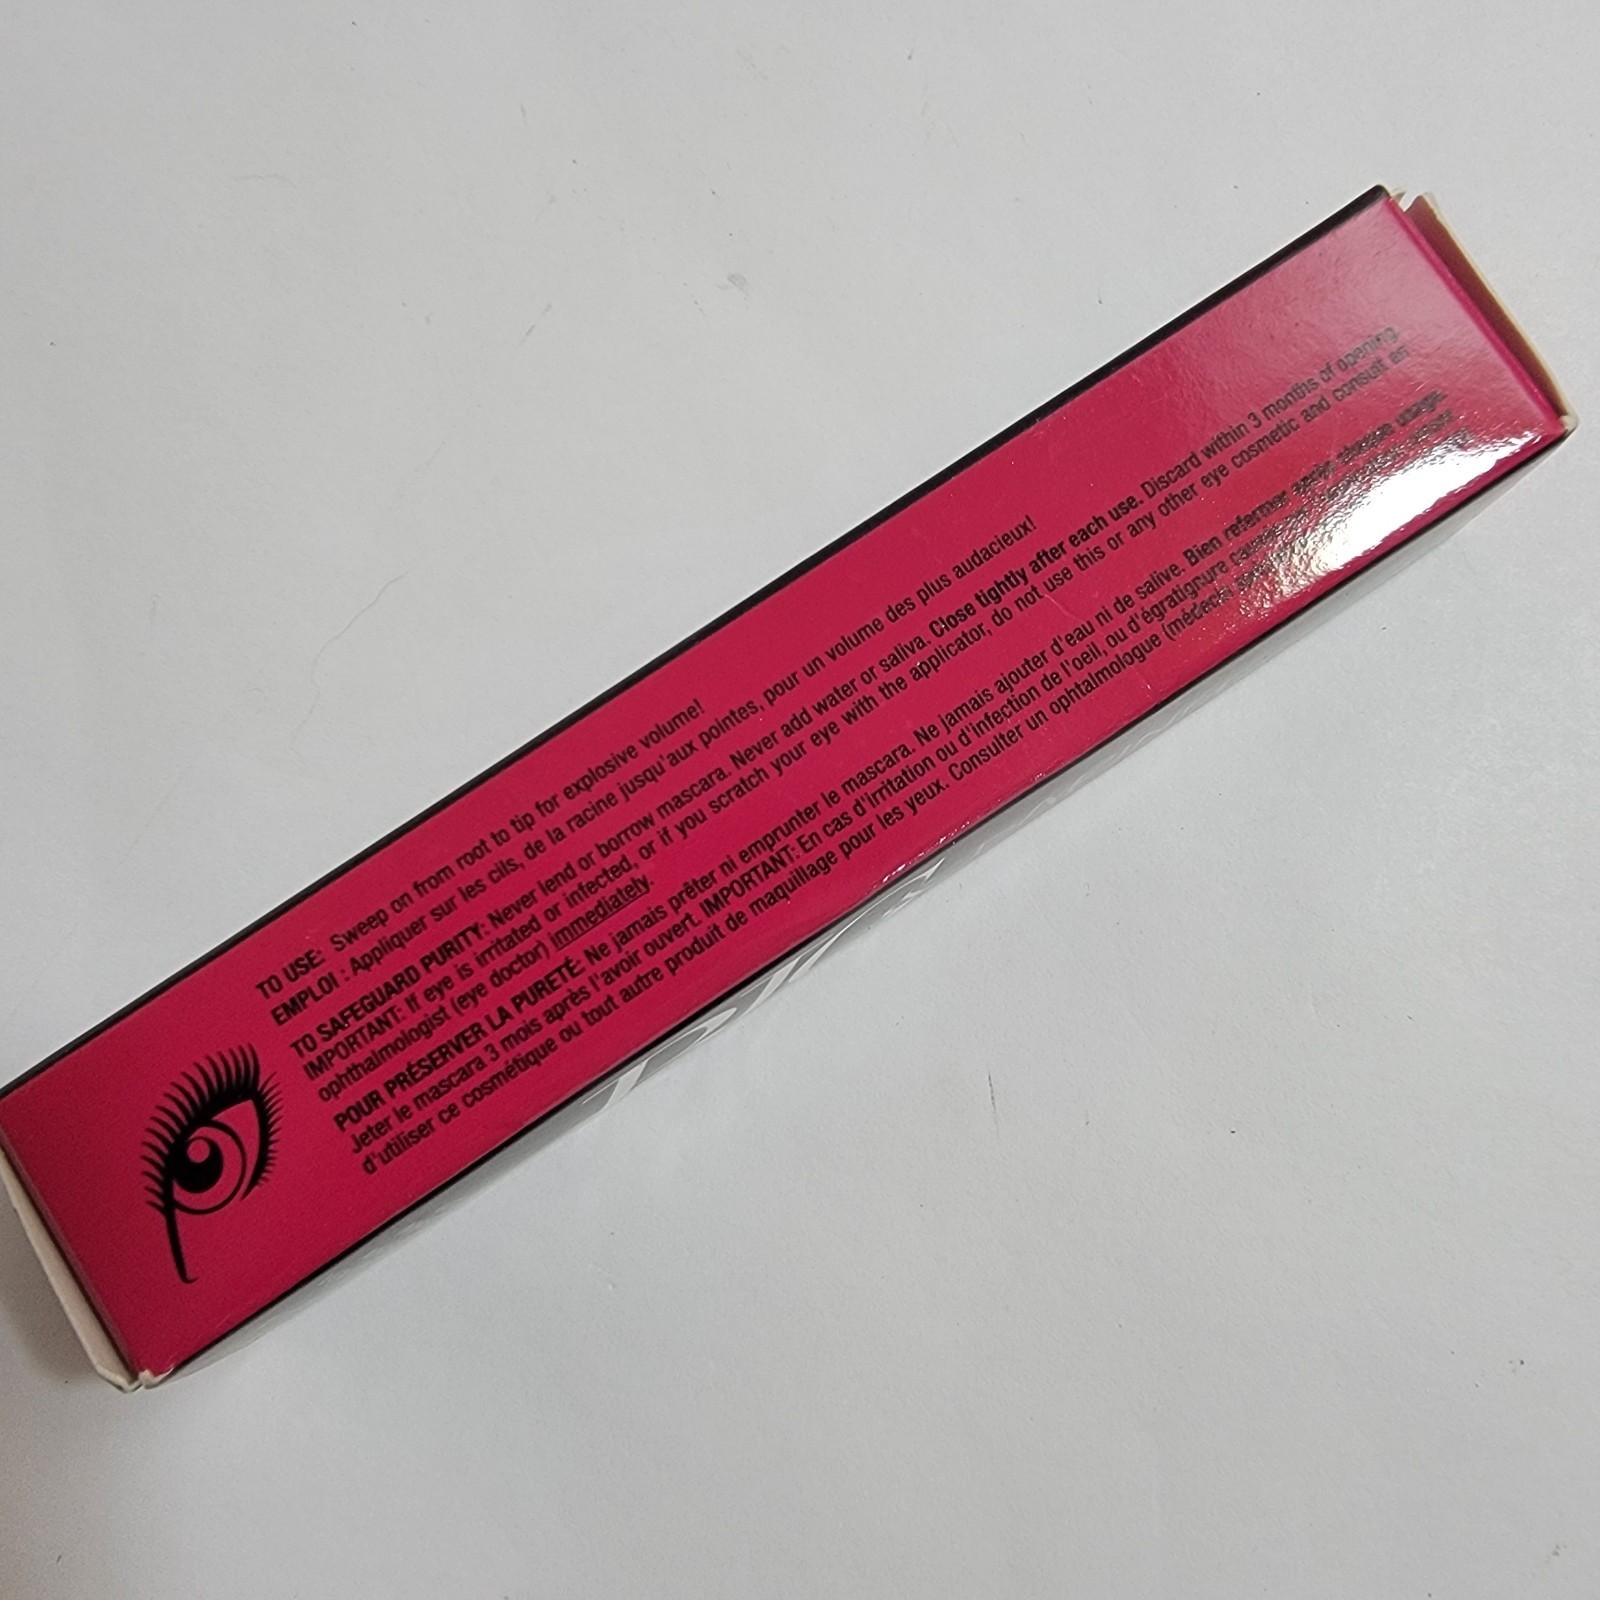 TO USE: Sweep on from root to tip for explosive volume!
EMPLOI : Appliquer sur les cils, de la racine jusqu'aux pointes, pour un volume des plus audacieux!
TO SAFEGUARD PURITY: Never lend or borrow mascara. Never add water or saliva. Close tightly after each use. Discard within 3 months of opening.
IMPORTANT: If eye is irritated or infected, or if you scratch your eye with the applicator, do not use this or any other eye cosmetic and consult an
ophthalmologist (eye doctor) immediately.
POUR PRÉSERVER LA PURETÉ: Ne jamais prêter ni emprunter le mascara. Ne jamais ajouter d'eau ni de salive. Bien refermer après chaque usage.
Jeter le mascara 3 mois après l'avoir ouvert. IMPORTANT: En cas d'irritation ou d'infection de l'oeil, ou d'égratignure
d'utiliser ce cosmétique ou tout autre produit de maquillage pour les yeux. Consulter un ophtalmologue (médecin